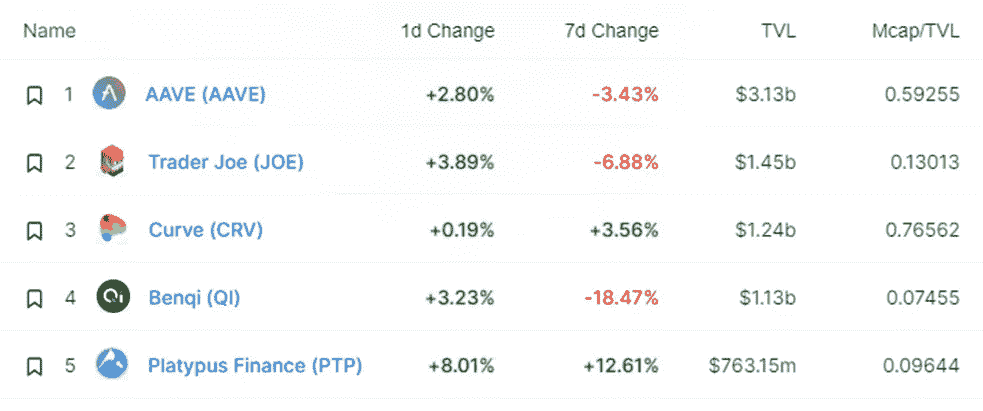 Name 1d Change 7d Change TVL Mcap/TVL
1 AAVE (AAVE) +2.80% -3.43% $3.13b 0.59255
2 Trader Joe (JOE) +3.89% -6.88% $1.45b 0.13013
3 Curve (CRV) +0.19% +3.56% $1.24b 0.76562
4 Benqi (QI) +3.23% -18.47% $1.13b 0.07455
5 Platypus Finance (PTP) +8.01% +12.61% $763.15m 0.09644